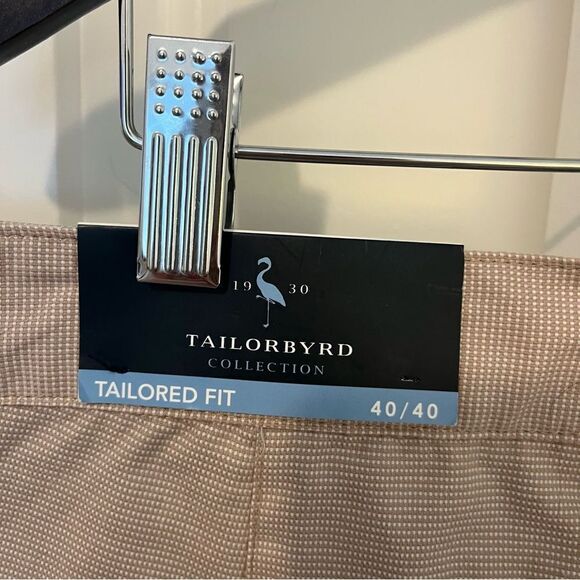 19 30
TAILORBYRD
COLLECTION
TAILORED FIT 40/40